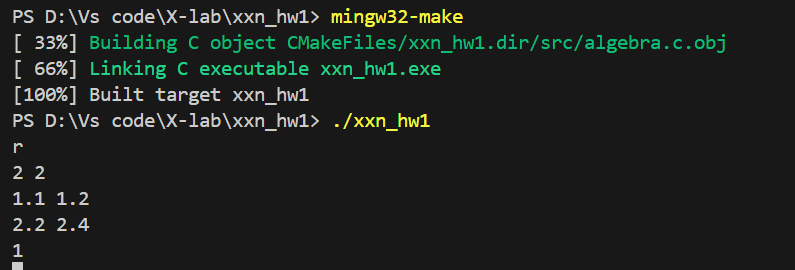 PS D:\Vs code\X-lab\xxn_hw1> mingw32-make
[ 33%] Building C object CMakeFiles/xxn_hw1.dir/src/algebra.c.obj
[ 66%] Linking C executable xxn_hw1.exe
[100%] Built target xxn_hw1
PS D:\Vs code\X-lab\xxn_hw1> ./xxn_hw1
r
2 2
1.1 1.2
2.2 2.4
1